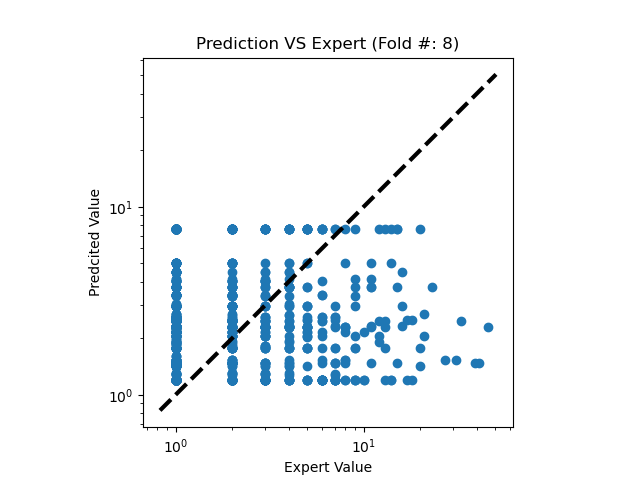 Prediction VS Expert (Fold #: 8)
Predcited Value
10¹
10⁰
10⁰ 10¹
Expert Value